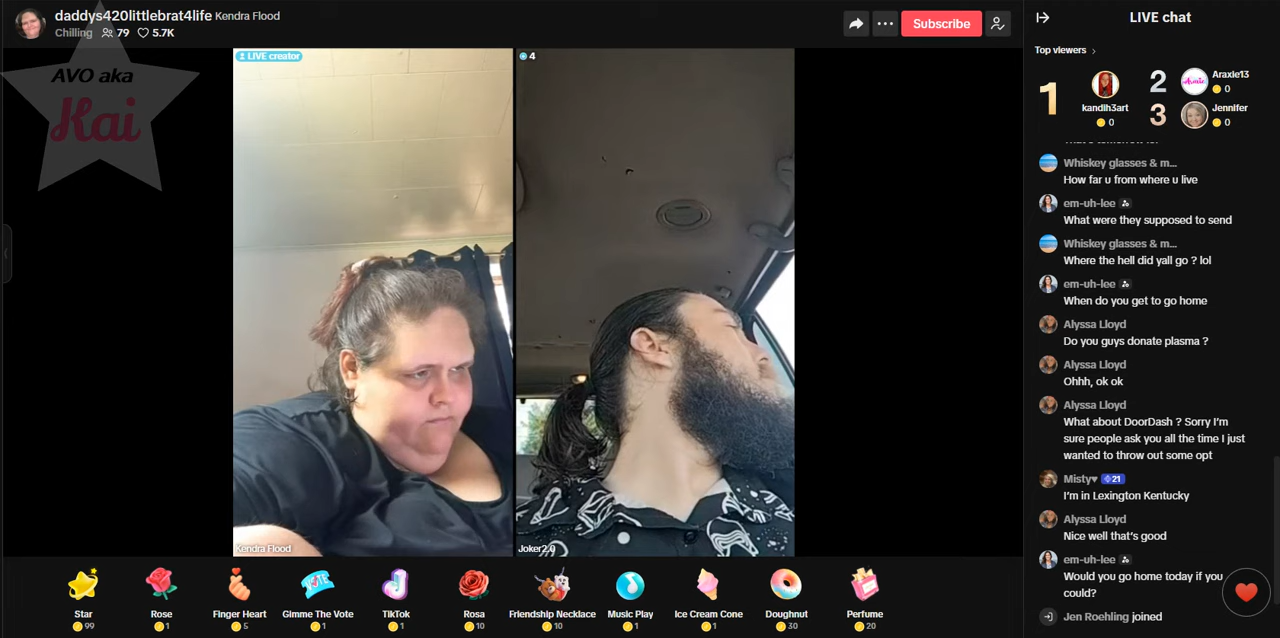 daddys420littlebrat4life Kendra Flood
Chilling 79 5.7K
Subscribe
LIVE chat
AVO aka
Kai
LIVE creator
4
Kendra Flood
Joker2.0
Top viewers >
1
kandih3art
0
2
Araxie13
0
3
Jennifer
0
Whiskey glasses & m...
How far u from where u live
em-uh-lee
What were they supposed to send
Whiskey glasses & m...
Where the hell did yall go ? lol
em-uh-lee
When do you get to go home
Alyssa Lloyd
Do you guys donate plasma ?
Alyssa Lloyd
Ohhh, ok ok
Alyssa Lloyd
What about DoorDash ? Sorry I'm
sure people ask you all the time I just
wanted to throw out some opt
Misty♥ 21
I'm in Lexington Kentucky
Alyssa Lloyd
Nice well that's good
em-uh-lee
Would you go home today if you
could?
Jen Roehling joined
Star
99
Rose
1
Finger Heart
5
Gimme The Vote
1
TikTok
1
Rosa
10
Friendship Necklace
10
Music Play
1
Ice Cream Cone
1
Doughnut
30
Perfume
20